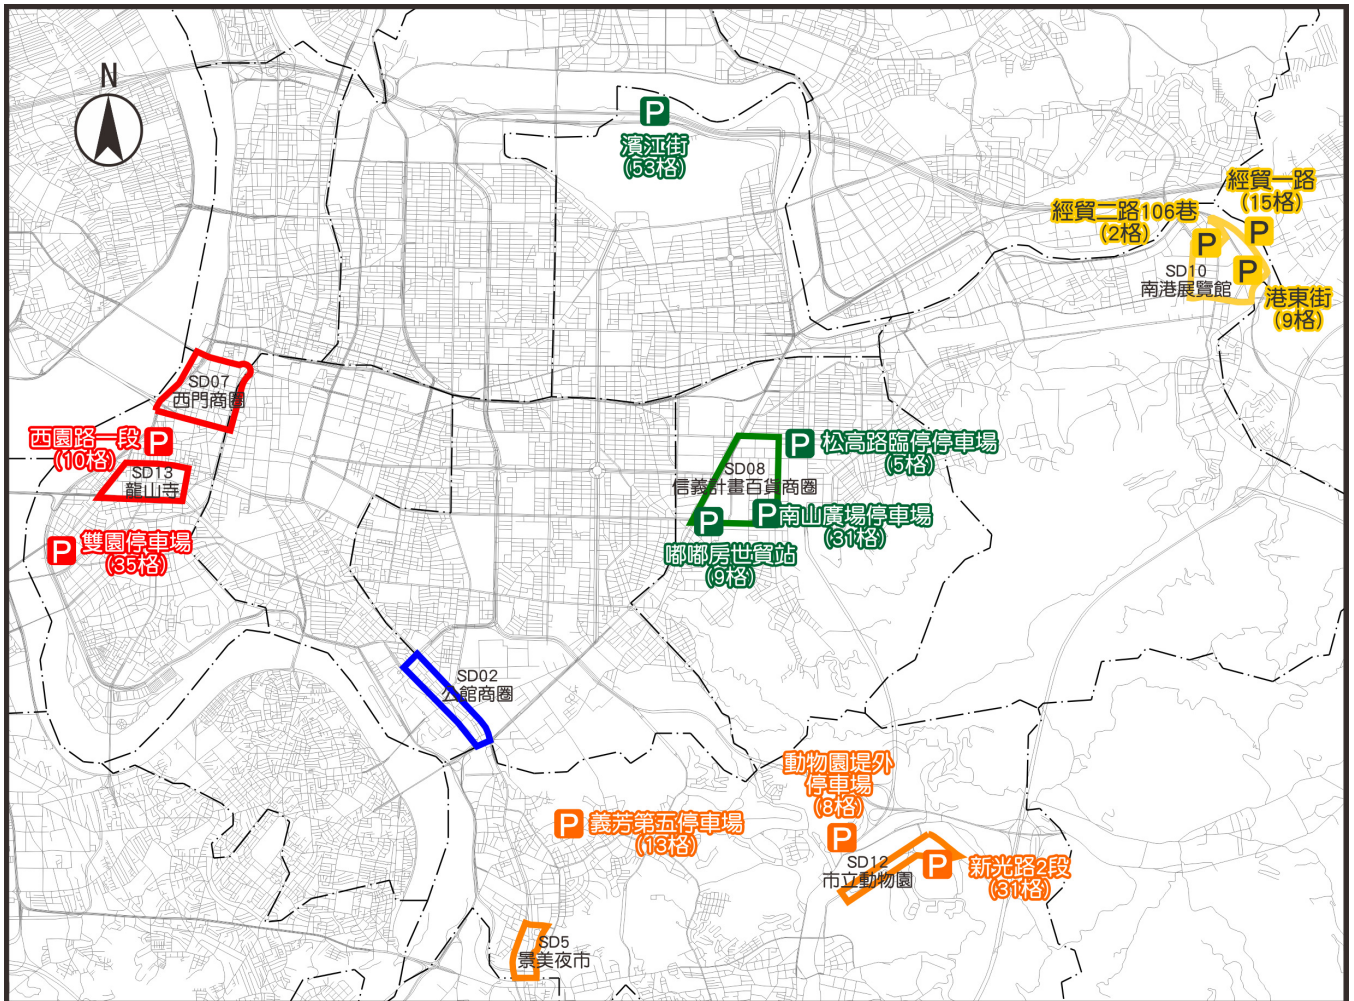 N
P
濱江街
(53格)
經貿一路
(15格)
經貿二路106巷
(2格)
P
P
SD10
南港展覽館
P
港東街
(9格)
SD07
西門商圈
西園路一段
(10格)
P
SD13
龍山寺
P
雙園停車場
(35格)
P
松高路臨停停車場
(5格)
SD08
信義計畫百貨商圈
P
南山廣場停車場
(31格)
P
嘟嘟房世貿站
(9格)
SD02
公館商圈
動物園堤外
停車場
(8格)
P
P
義芳第五停車場
(13格)
SD12
市立動物園
P
新光路2段
(31格)
SD5
景美夜市